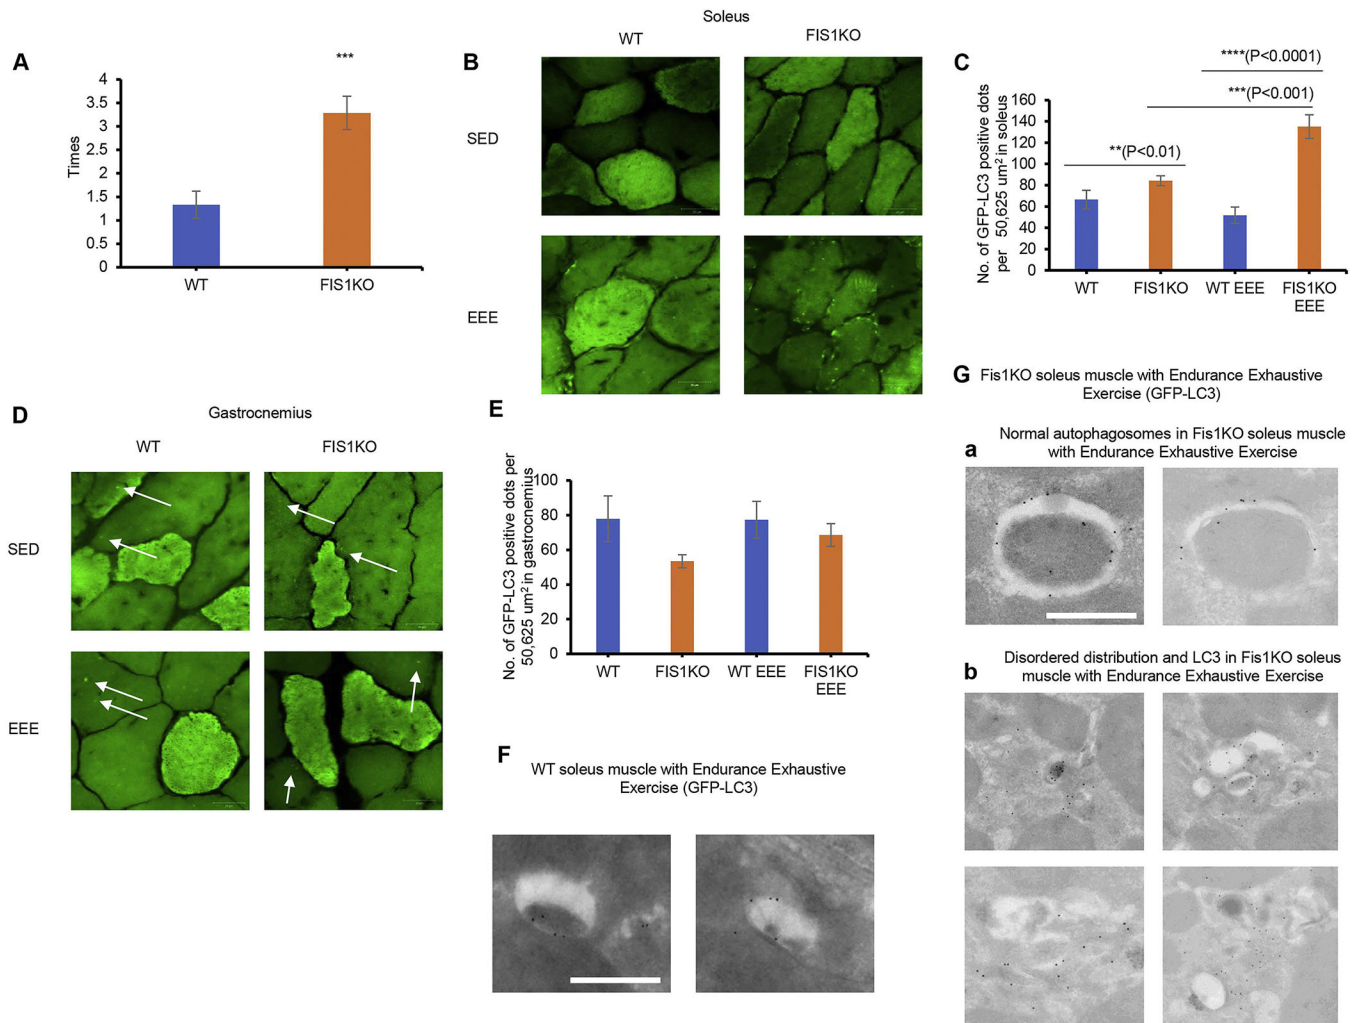 A
***
Times
4
3.5
3
2.5
2
1.5
1
0.5
0
WT
FIS1KO
B
Soleus
WT
FIS1KO
SED
EEE
C
****(P<0.0001)
***(P<0.001)
**(P<0.01)
No. of GFP-LC3 positive dots
per 50,625 um2 in soleus
160
140
120
100
80
60
40
20
0
WT
FIS1KO
WT EEE
FIS1KO
EEE
D
Gastrocnemius
WT
FIS1KO
SED
EEE
E
No. of GFP-LC3 positive dots per
50,625 um2 in gastrocnemius
100
80
60
40
20
0
WT
FIS1KO
WT EEE
FIS1KO
EEE
F
WT soleus muscle with Endurance Exhaustive
Exercise (GFP-LC3)
G
Fis1KO soleus muscle with Endurance Exhaustive
Exercise (GFP-LC3)
a
Normal autophagosomes in Fis1KO soleus muscle
with Endurance Exhaustive Exercise
b
Disordered distribution and LC3 in Fis1KO soleus
muscle with Endurance Exhaustive Exercise